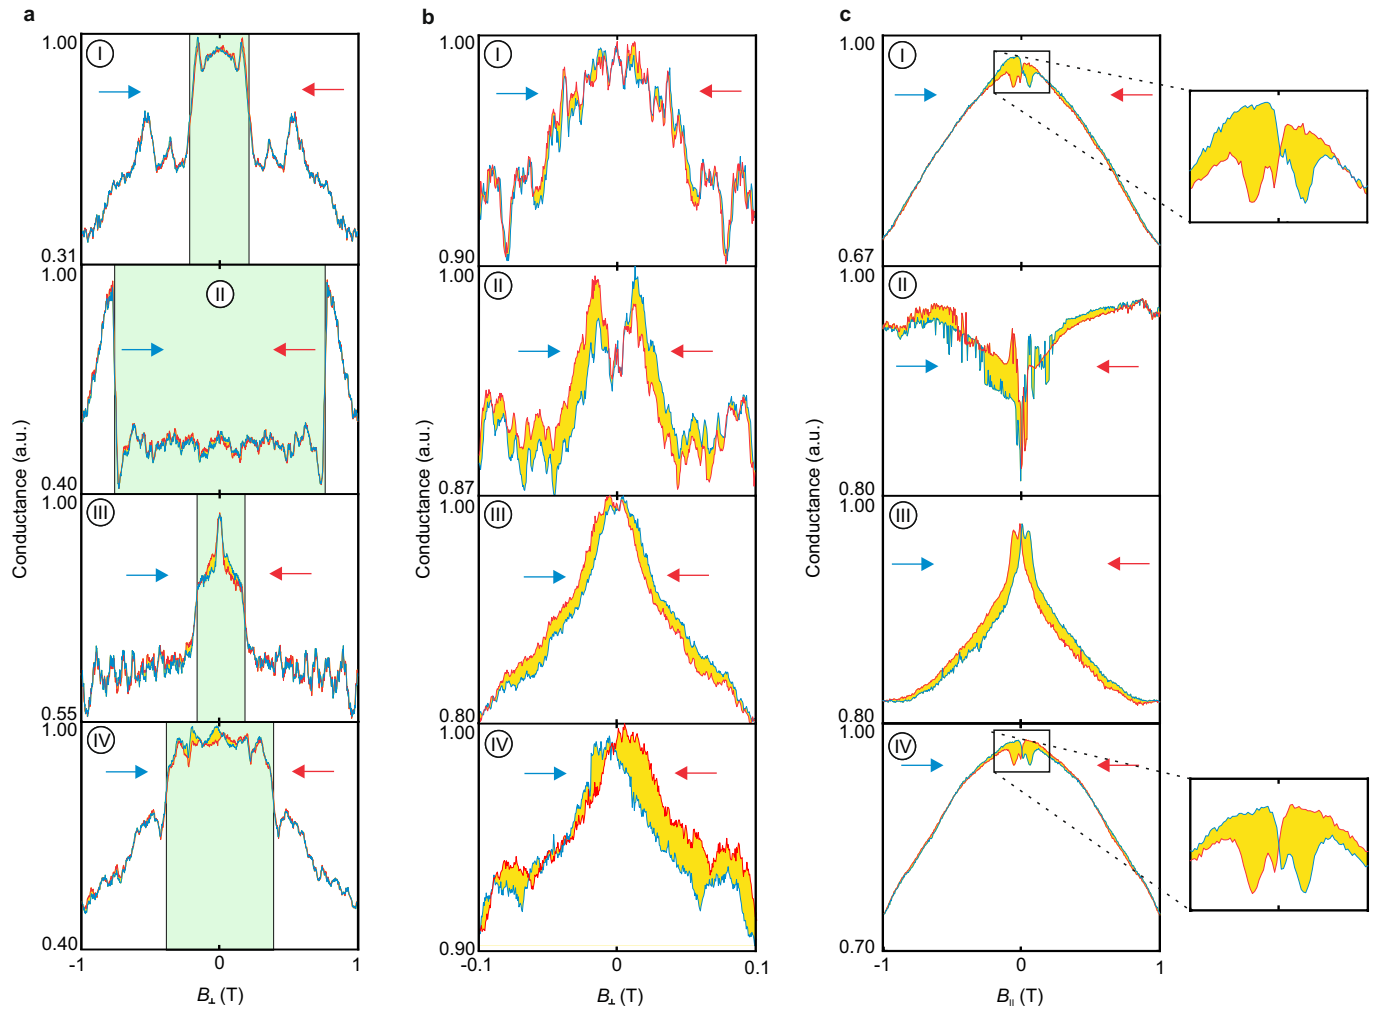 a
1.00
I
0.31
1.00
II
0.40
1.00
III
0.55
1.00
IV
0.40
-1
0
1
B⊥ (T)
Conductance (a.u.)
b
1.00
I
0.90
1.00
II
0.87
1.00
III
0.80
1.00
IV
0.90
-0.1
0
0.1
B⊥ (T)
Conductance (a.u.)
c
1.00
I
0.67
1.00
II
0.80
1.00
III
0.80
1.00
IV
0.70
-1
0
1
B|| (T)
Conductance (a.u.)